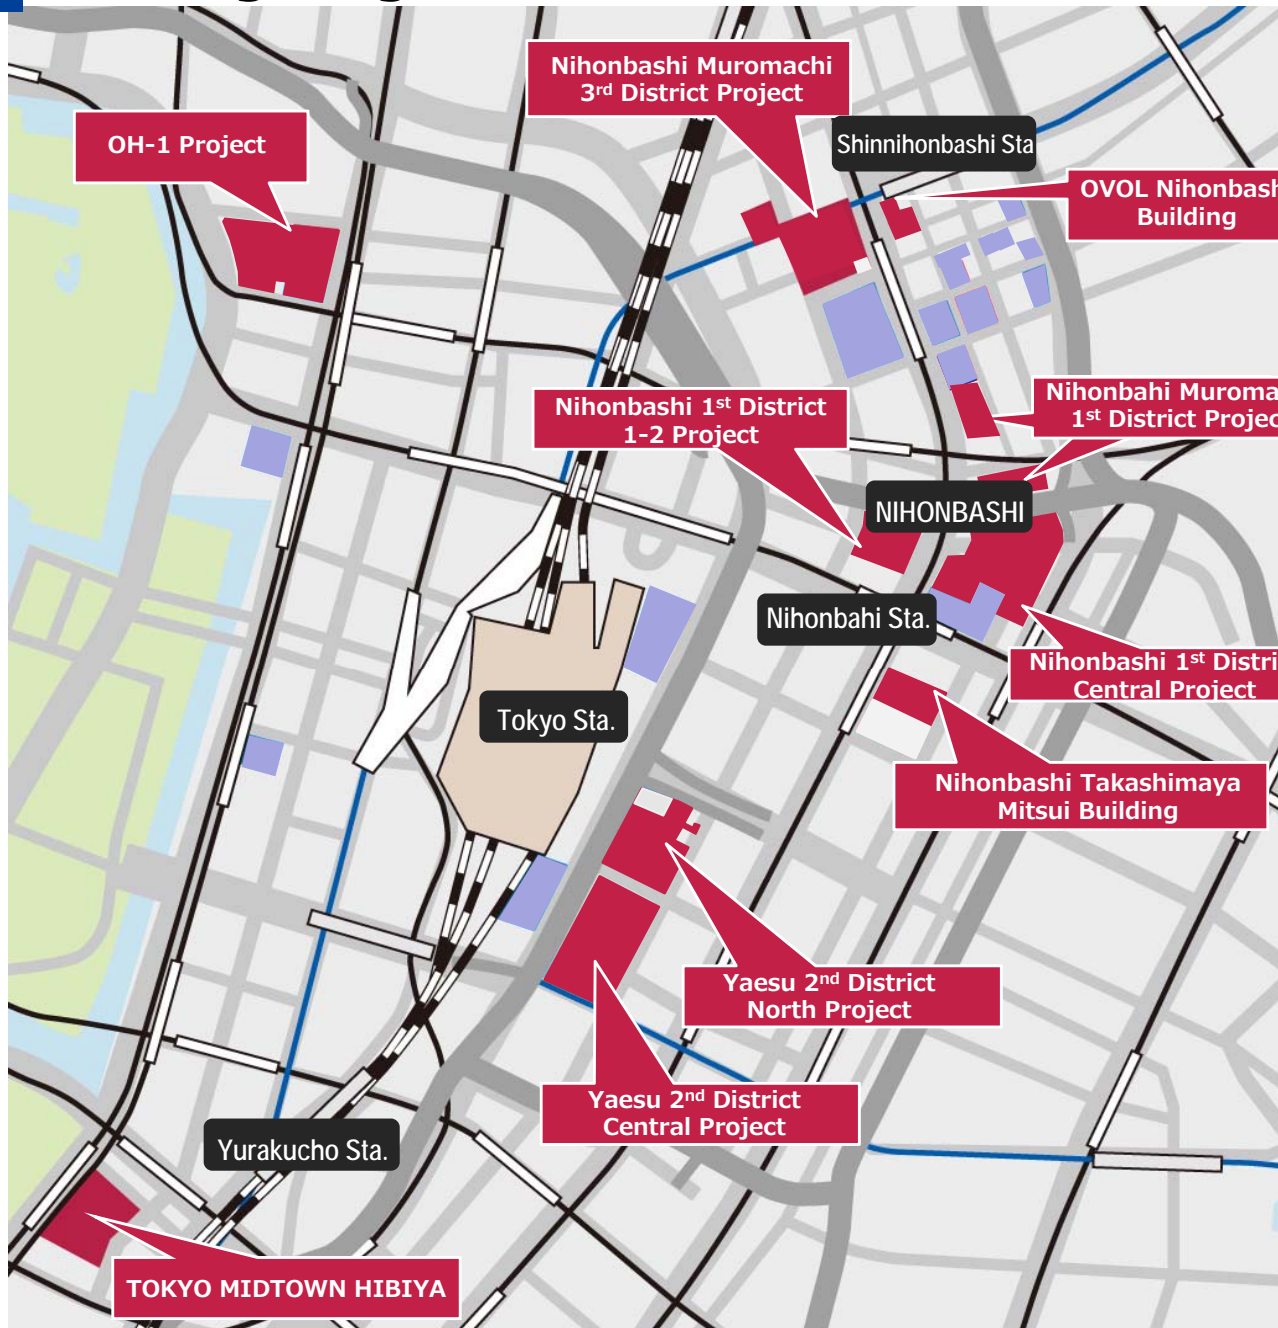 Nihonbashi Muromachi
3rd District Project
OH-1 Project
Shinnihonbashi Sta
OVOL Nihonbash
Building
Nihonbashi 1st District
1-2 Project
Nihonbahi Muroma
1st District Projec
NIHONBASHI
Nihonbahi Sta.
Nihonbashi 1st Distri
Central Project
Tokyo Sta.
Nihonbashi Takashimaya
Mitsui Building
Yaesu 2nd District
North Project
Yaesu 2nd District
Central Project
Yurakucho Sta.
TOKYO MIDTOWN HIBIYA